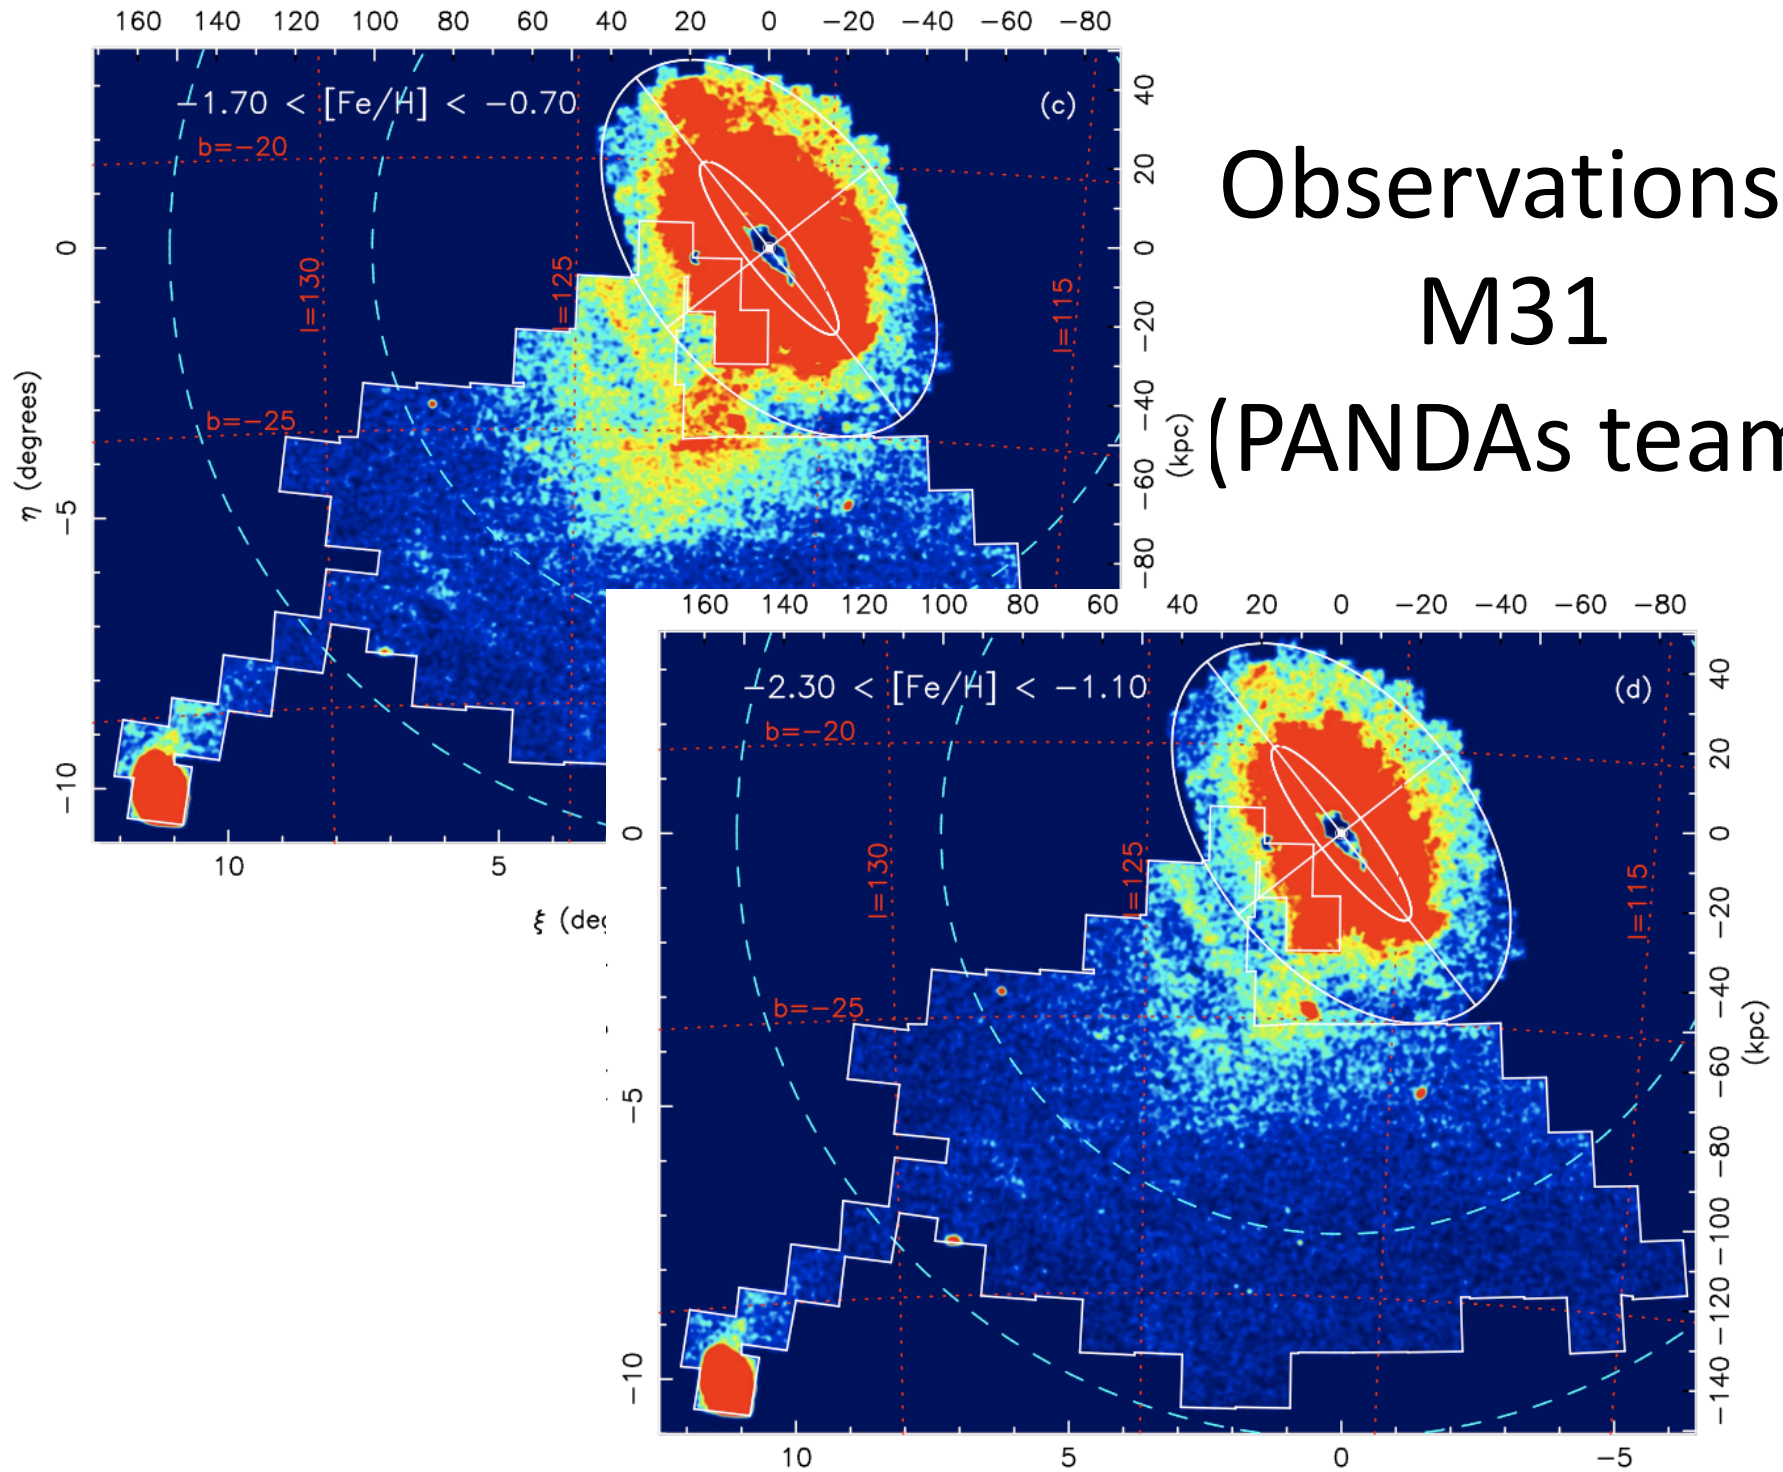 160 140 120 100 80 60 40 20 0 −20 −40 −60 −80
−1.70 < [Fe/H] < −0.70
(c)
b=−20
l=130
l=125
l=115
b=−25
0
−5
−10
η (degrees)
40
20
0
−20
−40
−60
−80
(kpc)
10 5
ξ (deg
Observations
M31
(PANDAs team
160 140 120 100 80 60 40 20 0 −20 −40 −60 −80
−2.30 < [Fe/H] < −1.10
(d)
b=−20
l=130
l=125
l=115
b=−25
0
−5
−10
40
20
0
−20
−40
−60
−80
−100
−120
−140
(kpc)
10 5 0 −5